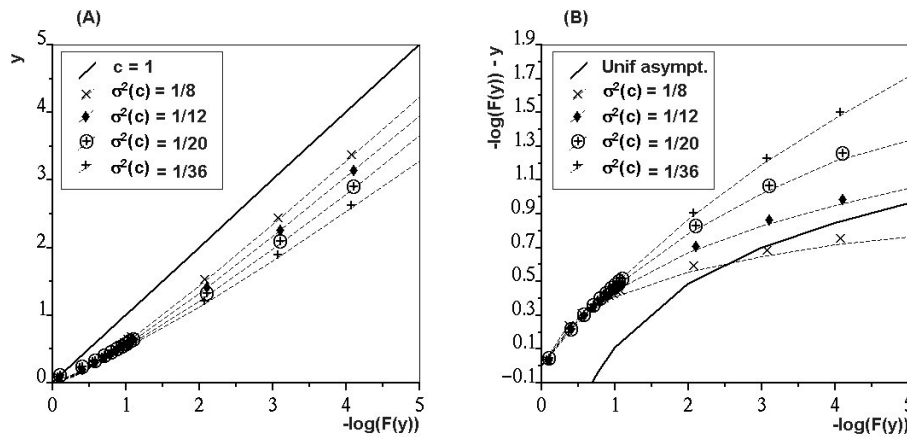 (A)
y
5
4
3
2
1
0
0 1 2 3 4 5
-log(F(y))
c = 1
σ²(c) = 1/8
σ²(c) = 1/12
σ²(c) = 1/20
σ²(c) = 1/36
(B)
-log(F(y)) - y
1.9
1.7
1.5
1.3
1.1
0.9
0.7
0.5
0.3
0.1
−0.1
0 1 2 3 4 5
-log(F(y))
Unif asympt.
σ²(c) = 1/8
σ²(c) = 1/12
σ²(c) = 1/20
σ²(c) = 1/36